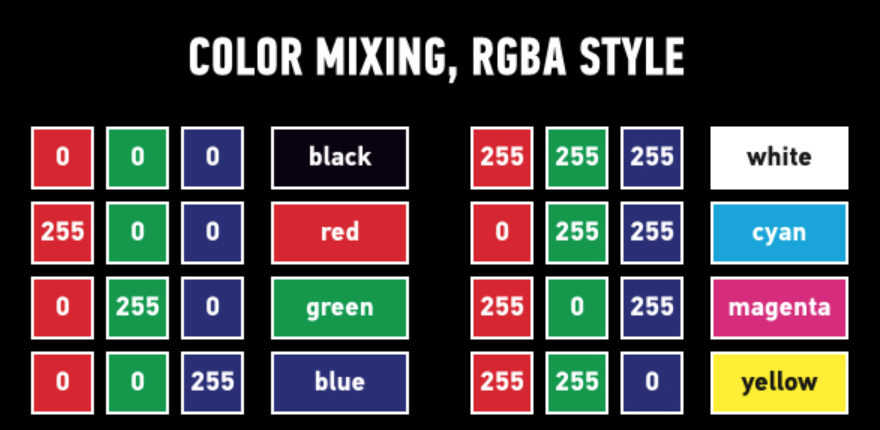 COLOR MIXING, RGBA STYLE
0 0 0 black 255 255 255 white
255 0 0 red 0 255 255 cyan
0 255 0 green 255 0 255 magenta
0 0 255 blue 255 255 0 yellow